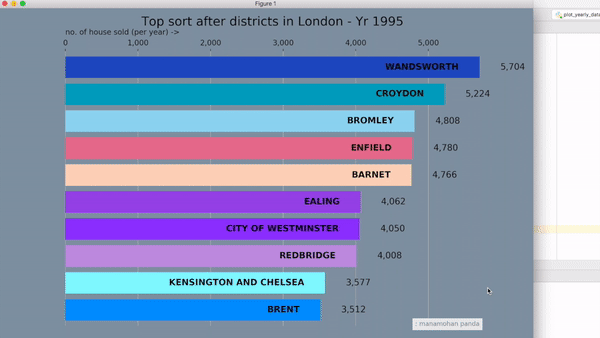 Figure 1
plot_yearly_data
Top sort after districts in London - Yr 1995
no. of house sold (per year) ->
0 1,000 2,000 3,000 4,000 5,000
WANDSWORTH 5,704
CROYDON 5,224
BROMLEY 4,808
ENFIELD 4,780
BARNET 4,766
EALING 4,062
CITY OF WESTMINSTER 4,050
REDBRIDGE 4,008
KENSINGTON AND CHELSEA 3,577
BRENT 3,512
: manamohan panda